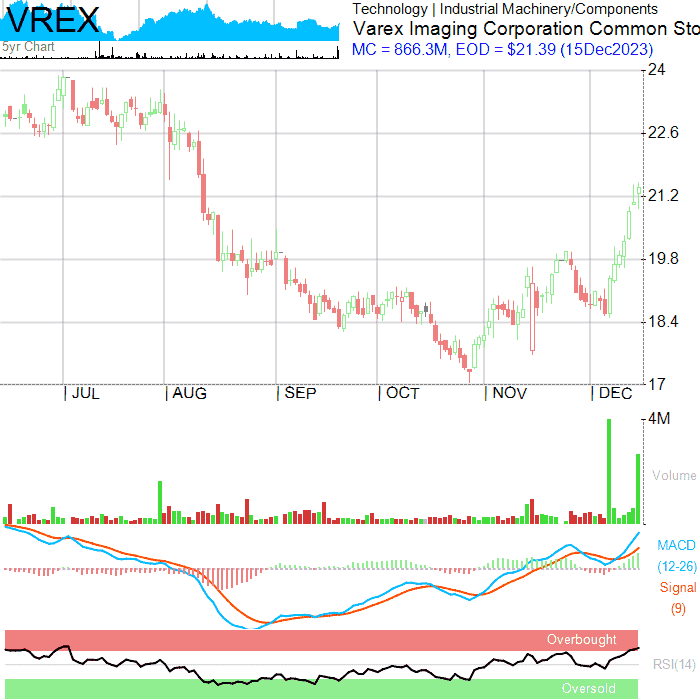 VREX
5yr Chart
Technology | Industrial Machinery/Components
Varex Imaging Corporation Common Sto
MC = 866.3M, EOD = $21.39 (15Dec2023)
24
22.6
21.2
19.8
18.4
17
JUL AUG SEP OCT NOV DEC
4M
Volume
MACD
(12-26)
Signal
(9)
Overbought
RSI(14)
Oversold